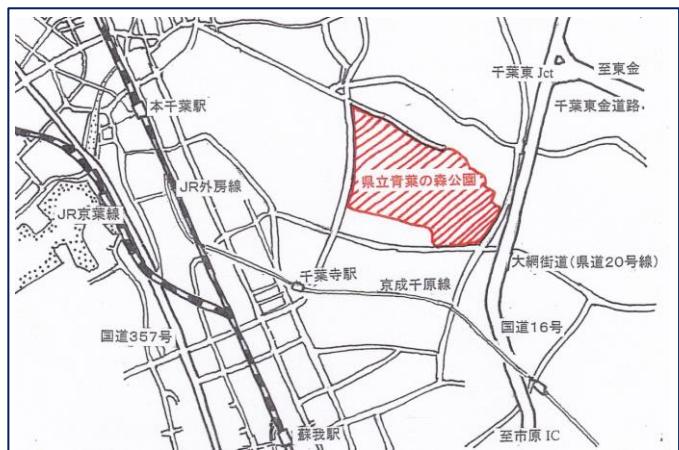 千葉東Jct
至東金
千葉東金道路
本千葉駅
県立青葉の森公園
JR外房線
JR京葉線
大網街道(県道20号線)
千葉寺駅
京成千原線
国道357号
国道16号
蘇我駅
至市原IC